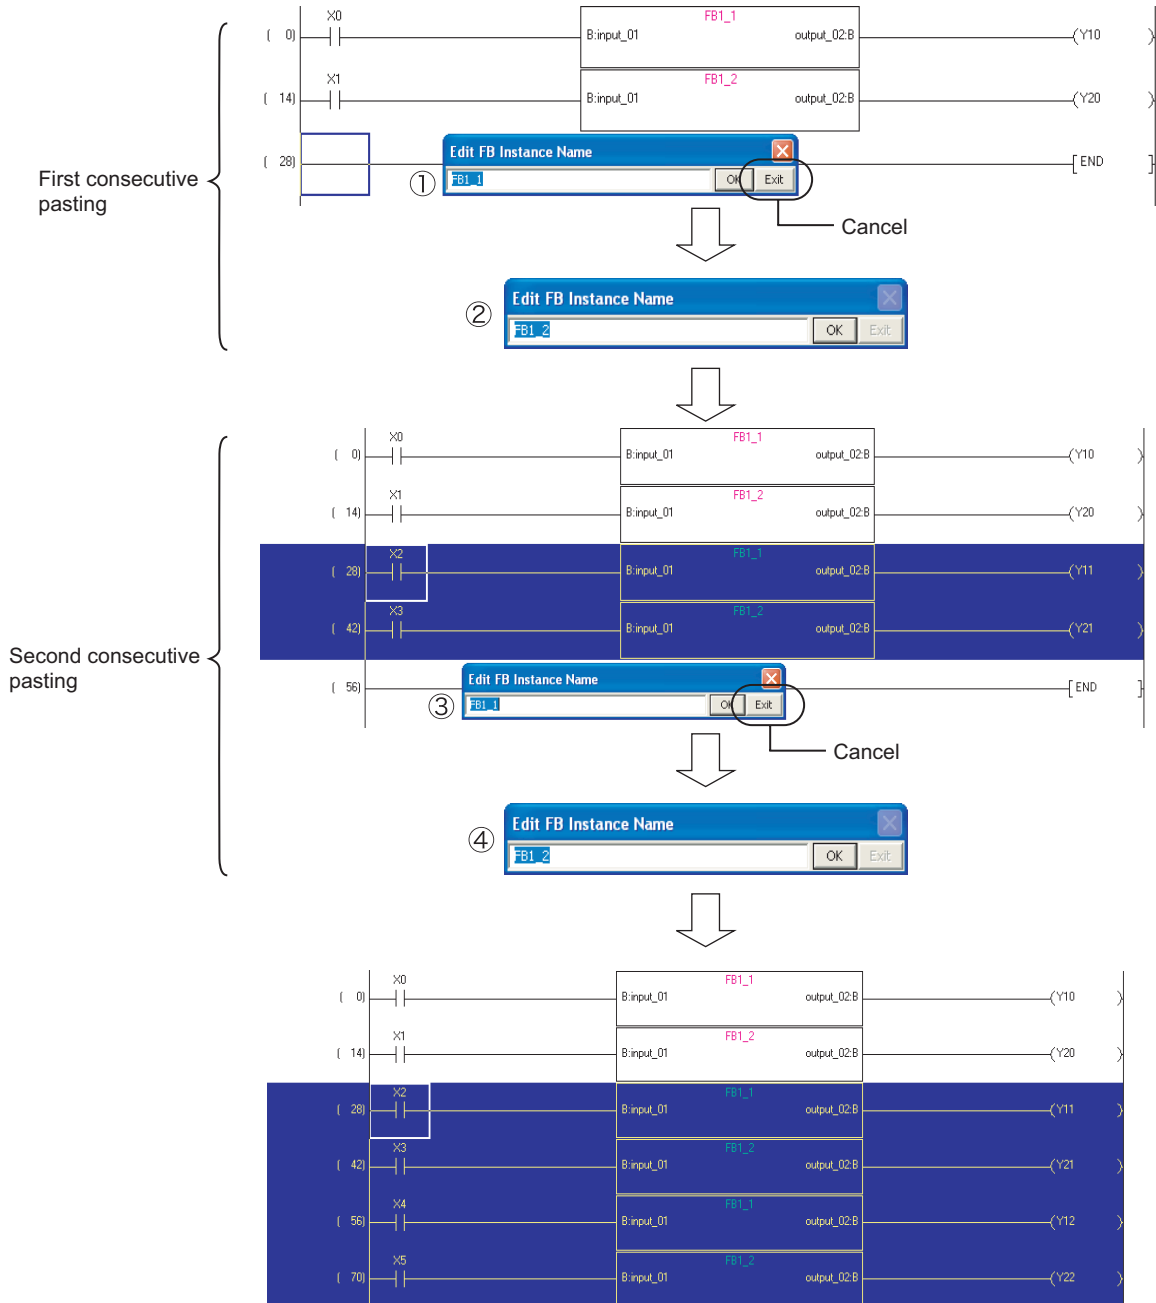 X0
FB1_1
( 0)
B:input_01
output_02:B
(Y10 )
X1
FB1_2
( 14)
B:input_01
output_02:B
(Y20 )
Edit FB Instance Name
( 28)
[ END ]
First consecutive
pasting
①
FB1_1
OK
Exit
Cancel
②
Edit FB Instance Name
FB1_2
OK
Exit
X0
FB1_1
( 0)
B:input_01
output_02:B
(Y10 )
X1
FB1_2
( 14)
B:input_01
output_02:B
(Y20 )
X2
FB1_1
( 28)
B:input_01
output_02:B
(Y11 )
X3
FB1_2
( 42)
B:input_01
output_02:B
(Y21 )
Second consecutive
pasting
Edit FB Instance Name
( 56)
[ END ]
③
FB1_1
OK
Exit
Cancel
④
Edit FB Instance Name
FB1_2
OK
Exit
X0
FB1_1
( 0)
B:input_01
output_02:B
(Y10 )
X1
FB1_2
( 14)
B:input_01
output_02:B
(Y20 )
X2
FB1_1
( 28)
B:input_01
output_02:B
(Y11 )
X3
FB1_2
( 42)
B:input_01
output_02:B
(Y21 )
X4
FB1_1
( 56)
B:input_01
output_02:B
(Y12 )
X5
FB1_2
( 70)
B:input_01
output_02:B
(Y22 )